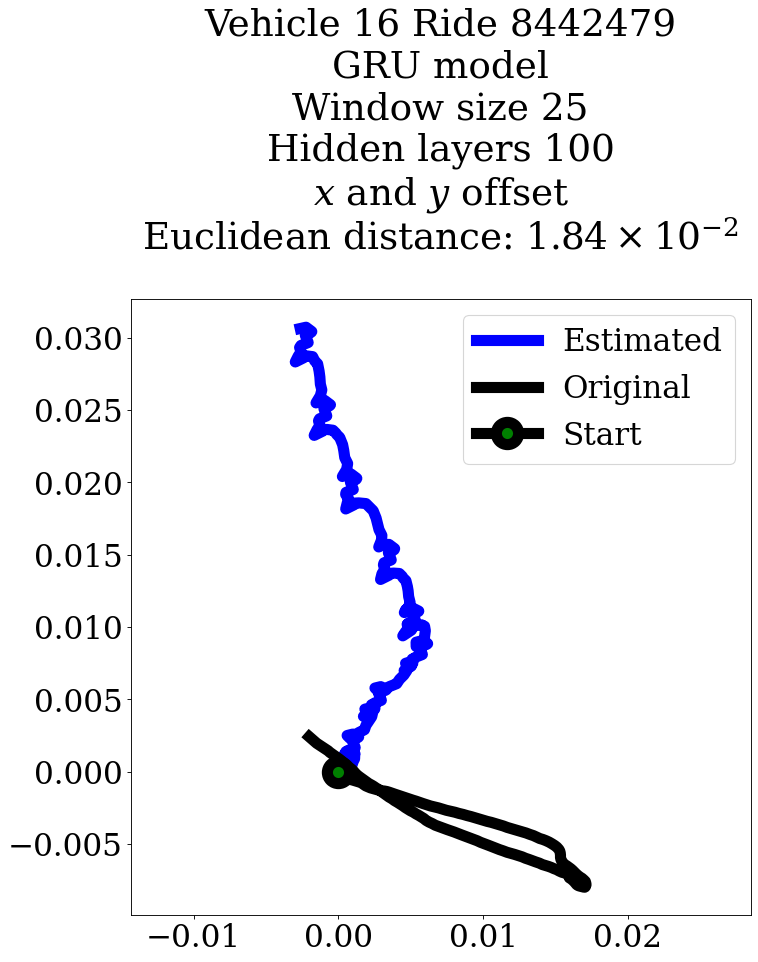 Vehicle 16 Ride 8442479
GRU model
Window size 25
Hidden layers 100
x and y offset
Euclidean distance: 1.84 × 10⁻²
Estimated
Original
Start
0.030
0.025
0.020
0.015
0.010
0.005
0.000
−0.005
−0.01 0.00 0.01 0.02